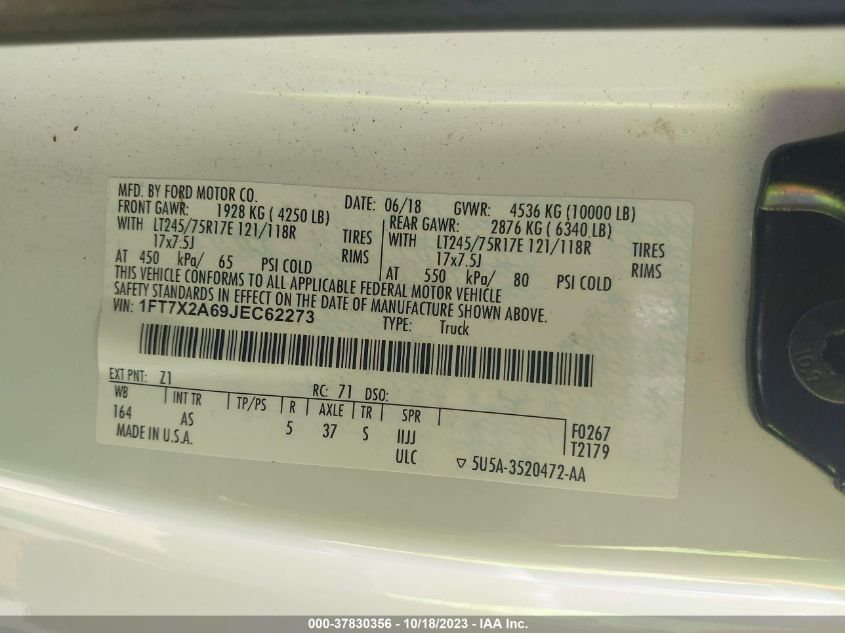 MFD. BY FORD MOTOR CO.
DATE: 06/18 GVWR: 4536 KG (10000 LB)
FRONT GAWR: 1928 KG ( 4250 LB)
REAR GAWR: 2876 KG ( 6340 LB)
WITH LT245/75R17E 121/118R TIRES
WITH LT245/75R17E 121/118R TIRES
17x7.5J RIMS
17x7.5J RIMS
AT 450 kPa/ 65 PSI COLD
AT 550 kPa/ 80 PSI COLD
THIS VEHICLE CONFORMS TO ALL APPLICABLE FEDERAL MOTOR VEHICLE
SAFETY STANDARDS IN EFFECT ON THE DATE OF MANUFACTURE SHOWN ABOVE.
VIN: 1FT7X2A69JEC62273
TYPE: Truck
EXT PNT: Z1 RC: 71 DSO:
WB INT TR TP/PS R AXLE TR SPR
164 AS 5 37 S IIJJ F0267
MADE IN U.S.A. ULC T2179
▽ 5U5A-3520472-AA
109
000-37830356 - 10/18/2023 - IAA Inc.